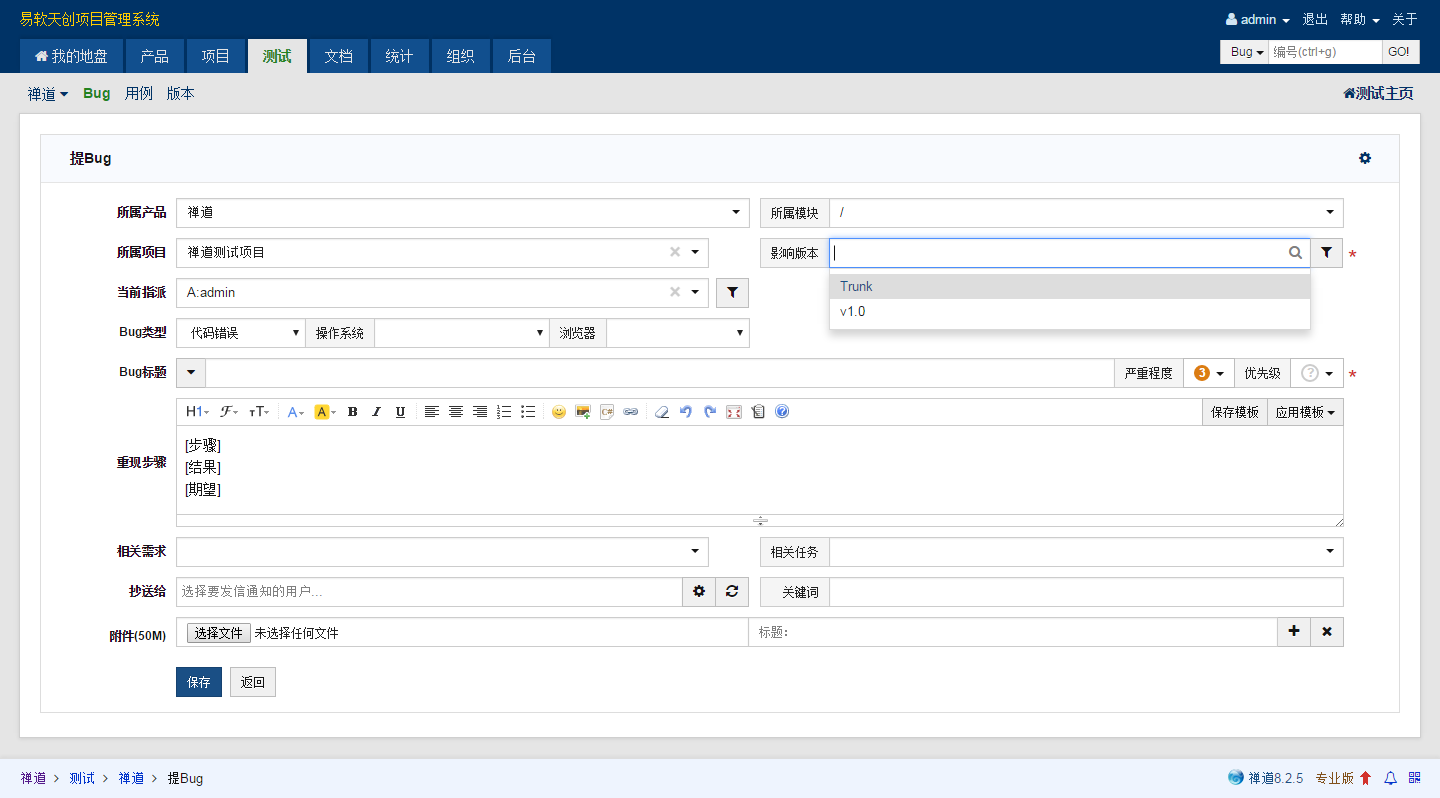 易软天创项目管理系统
admin 退出 帮助 关于
我的地盘 产品 项目 测试 文档 统计 组织 后台
Bug 编号(ctrl+g) GO!
禅道 Bug 用例 版本 测试主页
提Bug
所属产品 禅道 所属模块 /
所属项目 禅道测试项目 影响版本 *
Trunk
v1.0
当前指派 A:admin
Bug类型 代码错误 操作系统 浏览器
Bug标题 严重程度 3 优先级 ? *
H1 ℱ тT A A B I U C# ? 保存模板 应用模板
重现步骤
[步骤]
[结果]
[期望]
相关需求 相关任务
抄送给 选择要发信通知的用户... 关键词
附件(50M) 选择文件 未选择任何文件 标题:
保存 返回
禅道 > 测试 > 禅道 > 提Bug 禅道8.2.5 专业版